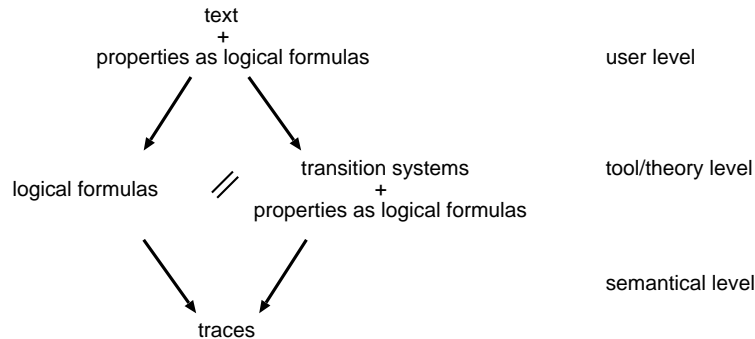 text
+
properties as logical formulas
user level
logical formulas
transition systems
+
properties as logical formulas
tool/theory level
semantical level
traces